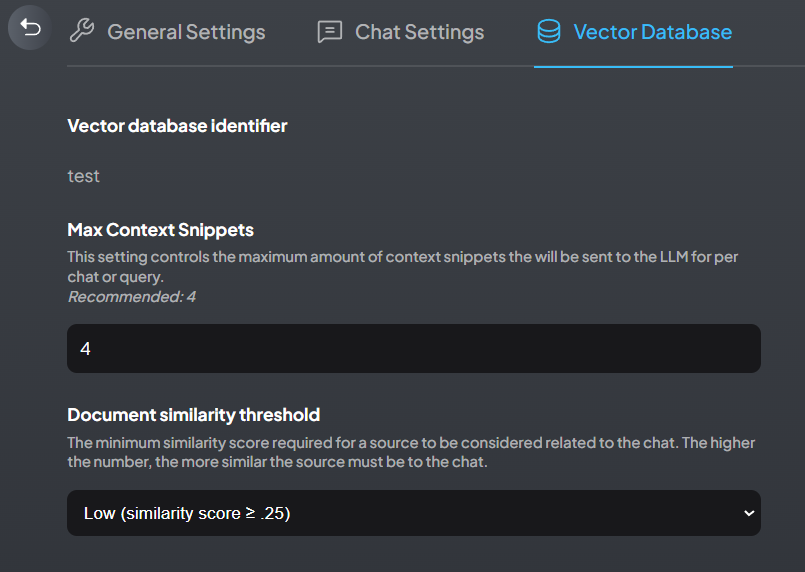 General Settings
Chat Settings
Vector Database
Vector database identifier
test
Max Context Snippets
This setting controls the maximum amount of context snippets the will be sent to the LLM for per
chat or query.
Recommended: 4
4
Document similarity threshold
The minimum similarity score required for a source to be considered related to the chat. The higher
the number, the more similar the source must be to the chat.
Low (similarity score ≥ .25)